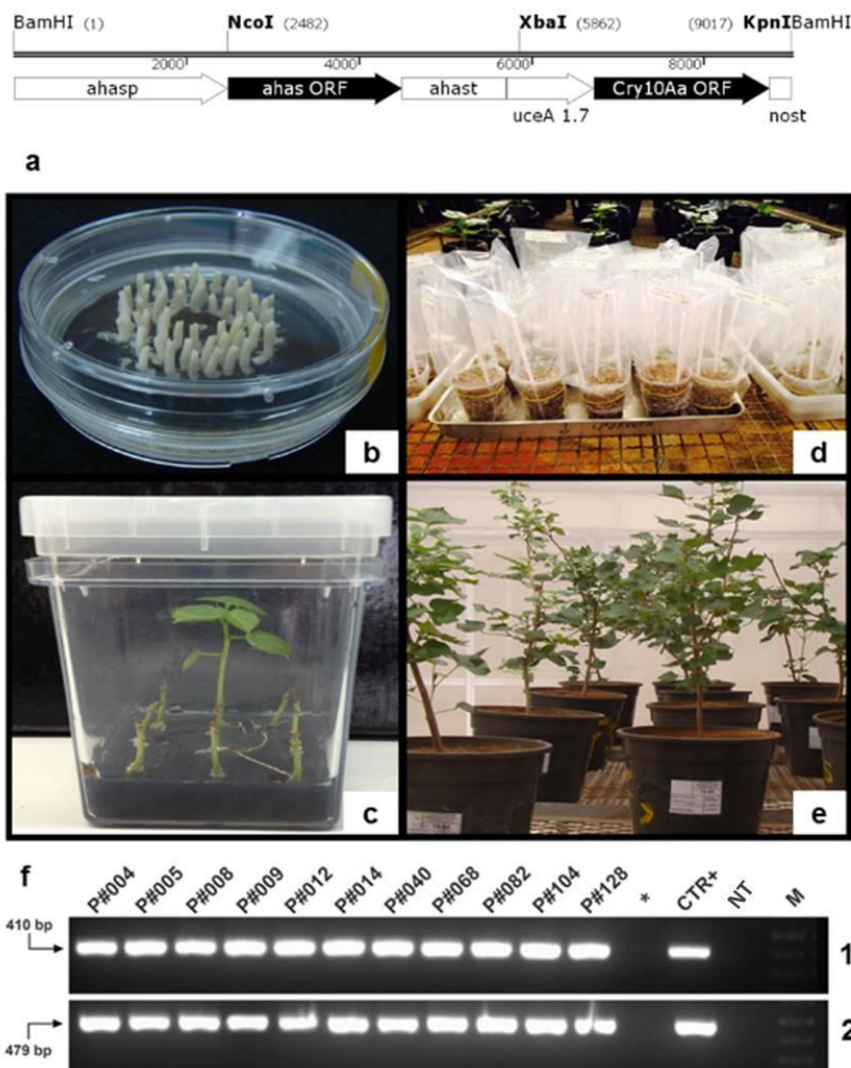 BamHI (1) NcoI (2482) XbaI (5862) (9017) KpnI BamHI
2000 4000 6000 8000
ahasp ahas ORF ahast Cry10Aa ORF
uceA 1.7 nost
a
b
d
c
e
f
P#004 P#005 P#008 P#009 P#012 P#014 P#040 P#068 P#082 P#104 P#128 * CTR+ NT M
410 bp
1
2
479 bp